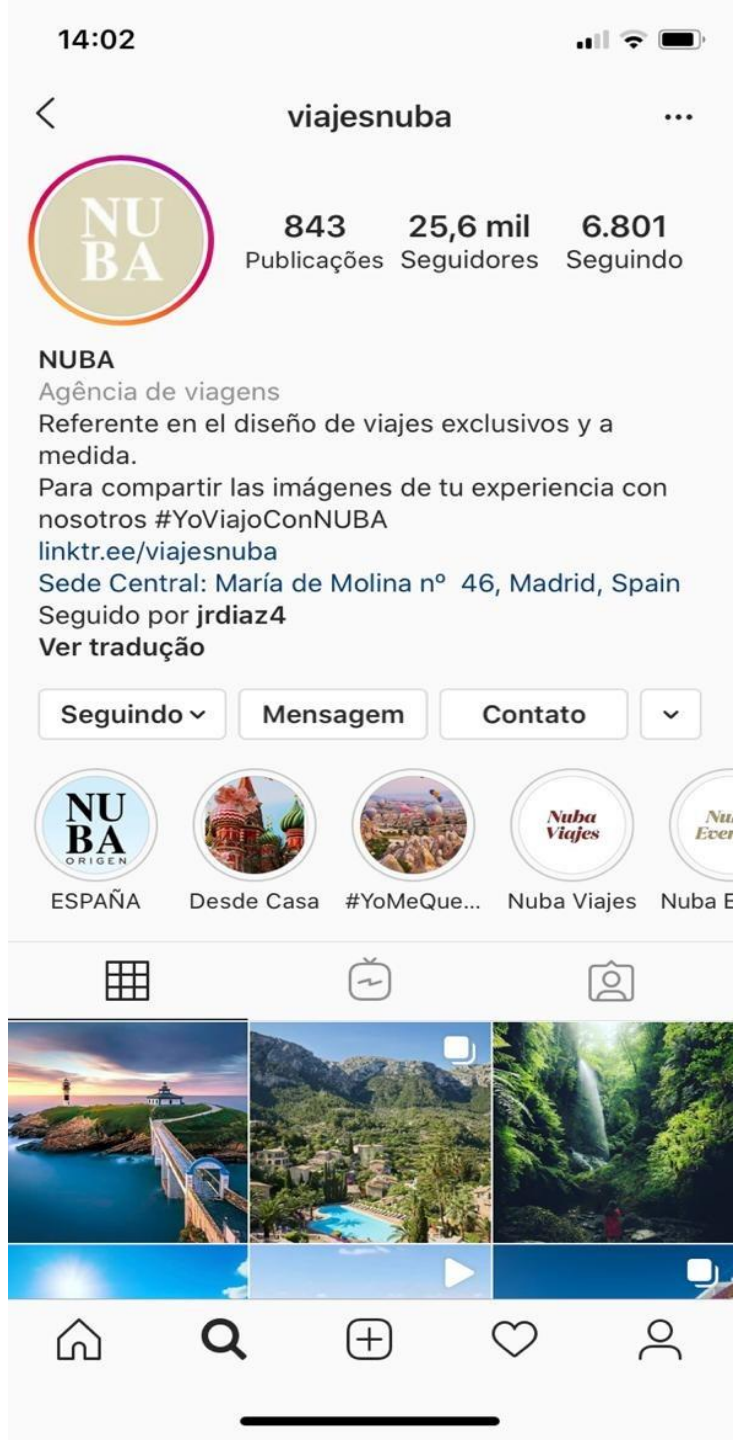 14:02
viajesnuba
NU
BA
843 25,6 mil 6.801
Publicações Seguidores Seguindo
NUBA
Agência de viagens
Referente en el diseño de viajes exclusivos y a
medida.
Para compartir las imágenes de tu experiencia con
nosotros #YoViajoConNUBA
linktr.ee/viajesnuba
Sede Central: María de Molina nº 46, Madrid, Spain
Seguido por jrdiaz4
Ver tradução
Seguindo Mensagem Contato
NU
BA
ORIGEN
Nuba
Viajes
Nu
Ever
ESPAÑA Desde Casa #YoMeQue... Nuba Viajes Nuba E